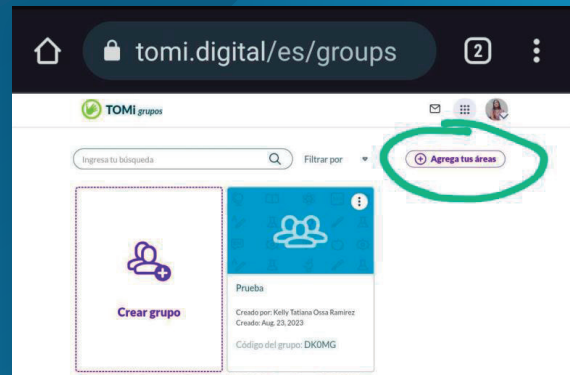 tomi.digital/es/groups
2
TOMi grupos
Ingresa tu búsqueda
Filtrar por
Agrega tus áreas
Crear grupo
Prueba
Creado por: Kelly Tatiana Ossa Ramirez
Creado: Aug. 23, 2023
Código del grupo: DK0MG